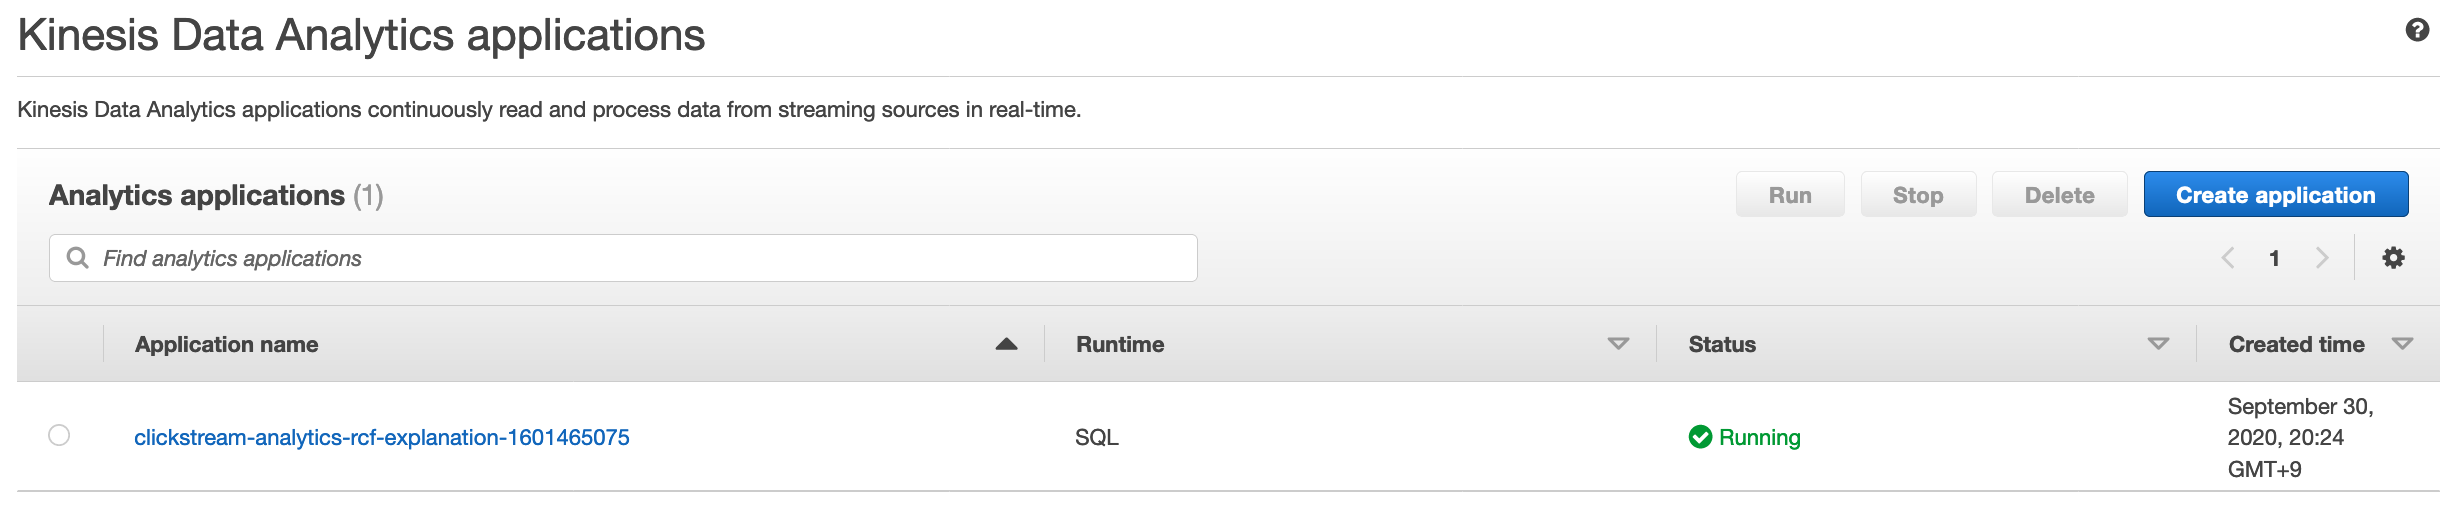 Kinesis Data Analytics applications
Kinesis Data Analytics applications continuously read and process data from streaming sources in real-time.
Analytics applications (1)
Run
Stop
Delete
Create application
Find analytics applications
1
Application name
Runtime
Status
Created time
clickstream-analytics-rcf-explanation-1601465075
SQL
Running
September 30,
2020, 20:24
GMT+9